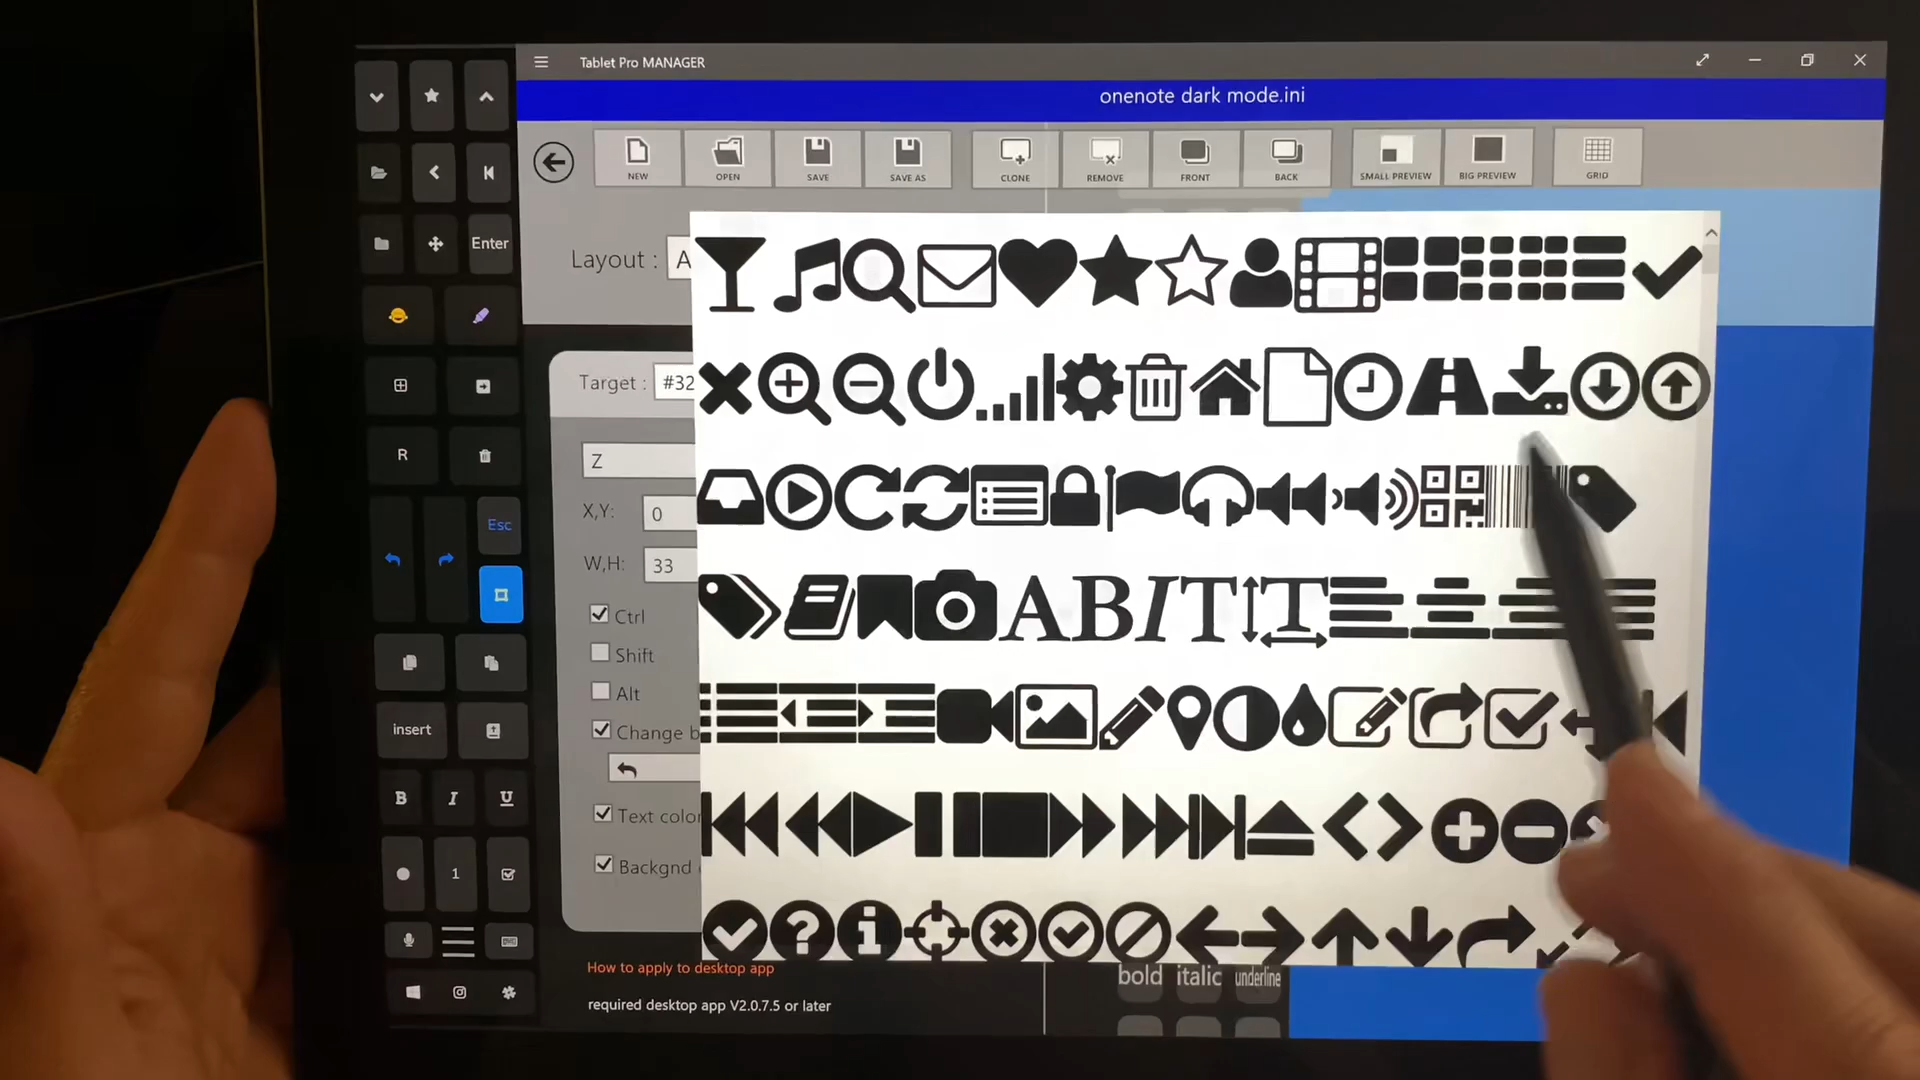 Tablet Pro MANAGER
onenote dark mode.ini
NEW
OPEN
SAVE
SAVE AS
CLONE
REMOVE
FRONT
BACK
SMALL PREVIEW
BIG PREVIEW
GRID
Enter
Layout : A
Target : #32
R
Z
X,Y: 0
Esc
W,H: 33
Ctrl
Shift
Alt
insert
Change b
B I U
Text color
Backgnd
1
How to apply to desktop app
required desktop app V2.0.7.5 or later
bold italic underline